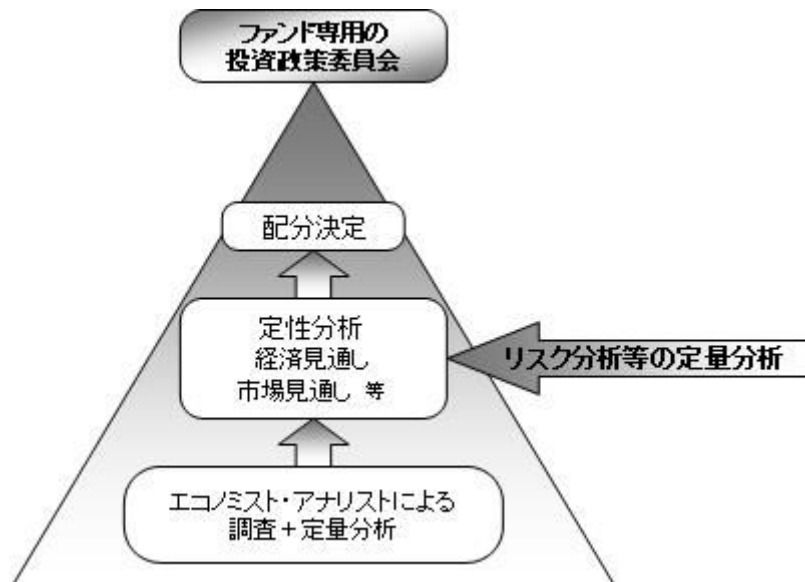 ファンド専用の
投資政策委員会
配分決定
定性分析
経済見通し
市場見通し 等
リスク分析等の定量分析
エコノミスト・アナリストによる
調査＋定量分析